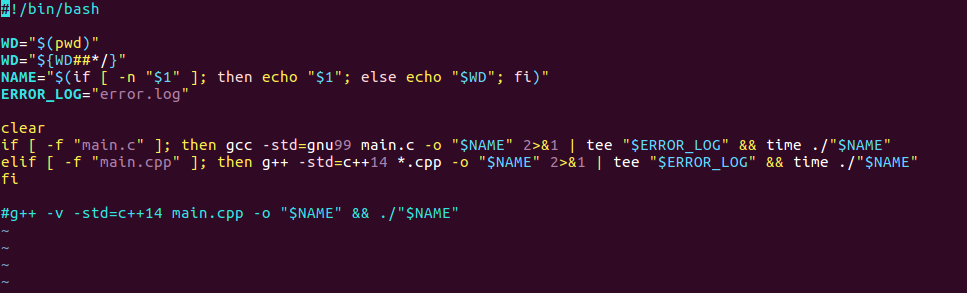 #!/bin/bash
WD="$(pwd)"
WD="${WD##*/}"
NAME="$(if [ -n "$1" ]; then echo "$1"; else echo "$WD"; fi)"
ERROR_LOG="error.log"
clear
if [ -f "main.c" ]; then gcc -std=gnu99 main.c -o "$NAME" 2>&1 | tee "$ERROR_LOG" && time ./"$NAME"
elif [ -f "main.cpp" ]; then g++ -std=c++14 *.cpp -o "$NAME" 2>&1 | tee "$ERROR_LOG" && time ./"$NAME"
fi
#g++ -v -std=c++14 main.cpp -o "$NAME" && ./"$NAME"
~
~
~
~